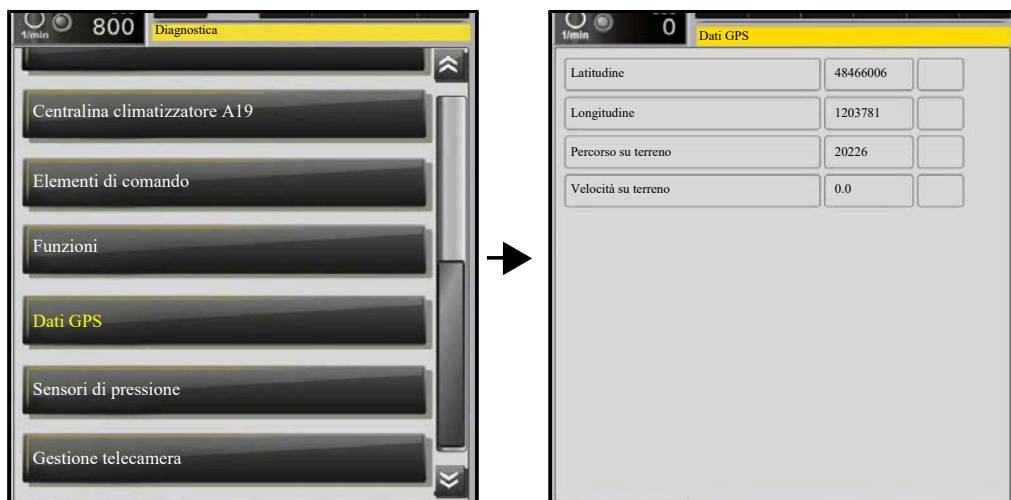 1/min
800
Diagnostica
Centralina climatizzatore A19
Elementi di comando
Funzioni
Dati GPS
Sensori di pressione
Gestione telecamera
1/min
0
Dati GPS
Latitudine 48466006
Longitudine 1203781
Percorso su terreno 20226
Velocità su terreno 0.0